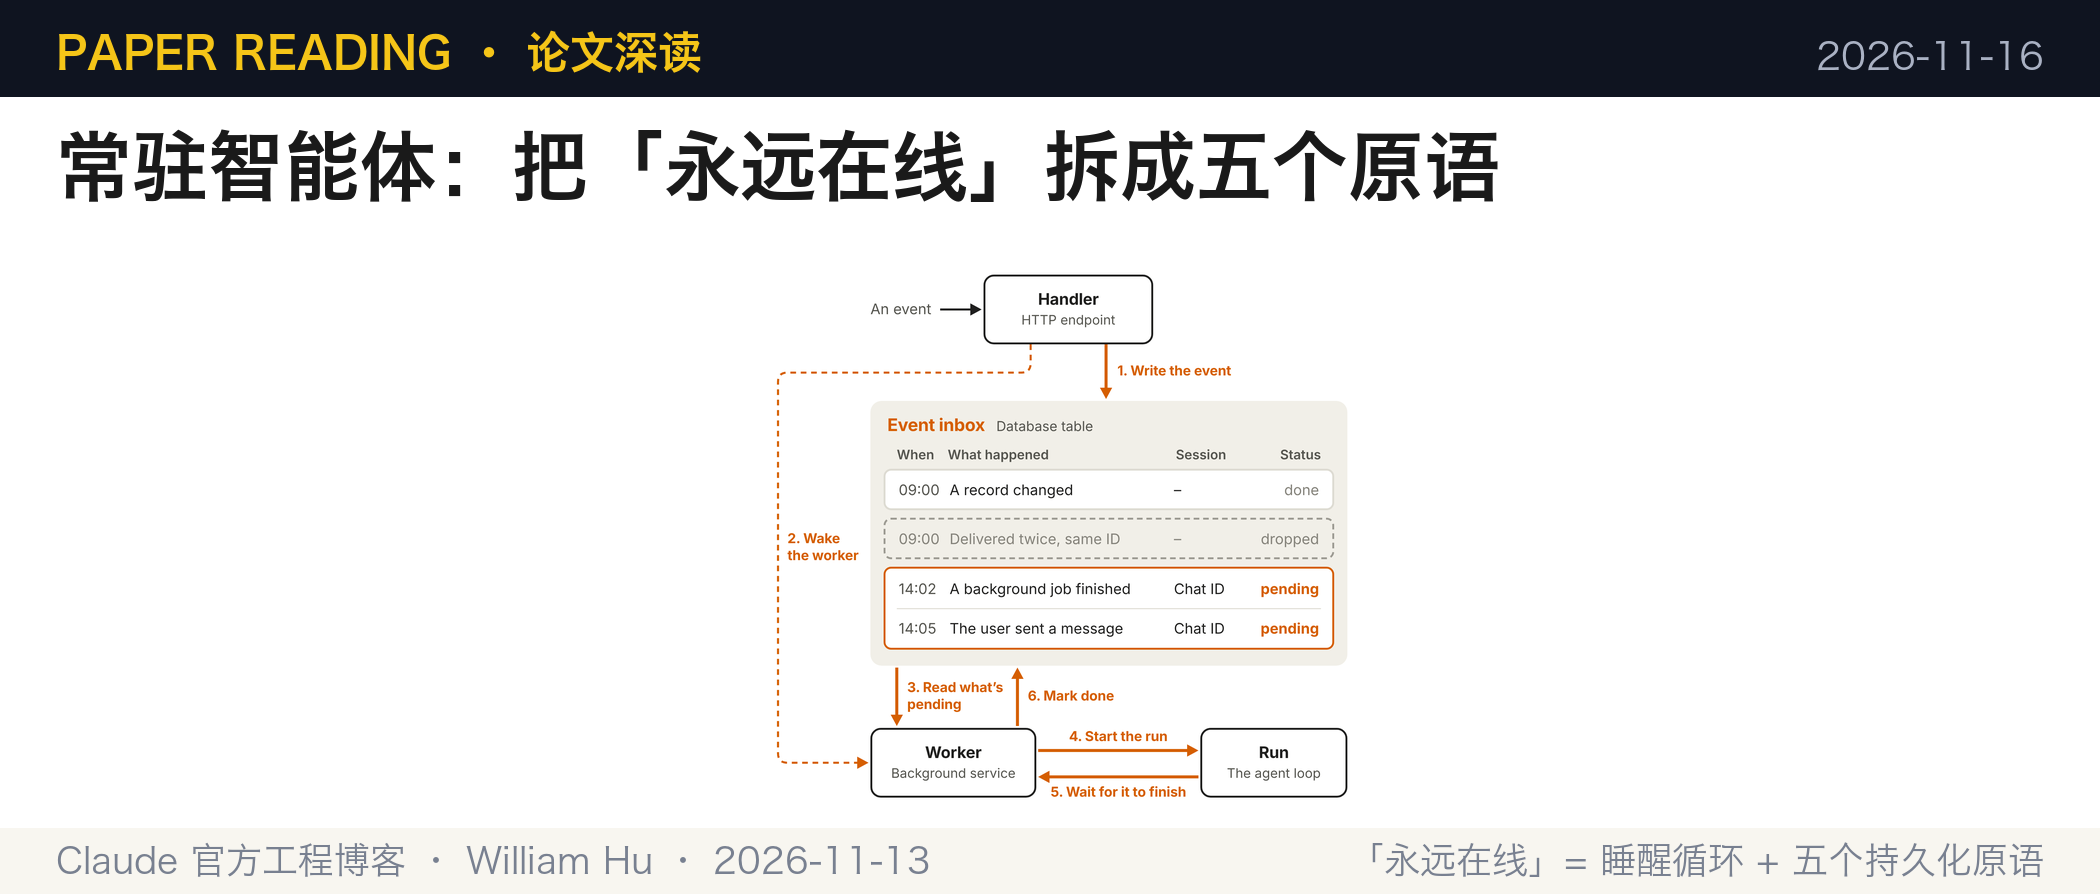 PAPER READING · 论文深读
2026-11-16
常驻智能体：把「永远在线」拆成五个原语
An event
Handler
HTTP endpoint
1. Write the event
Event inbox Database table
When What happened Session Status
09:00 A record changed – done
09:00 Delivered twice, same ID – dropped
14:02 A background job finished Chat ID pending
14:05 The user sent a message Chat ID pending
2. Wake
the worker
3. Read what’s
pending
6. Mark done
Worker
Background service
4. Start the run
5. Wait for it to finish
Run
The agent loop
Claude 官方工程博客 · William Hu · 2026-11-13
「永远在线」= 睡醒循环 + 五个持久化原语